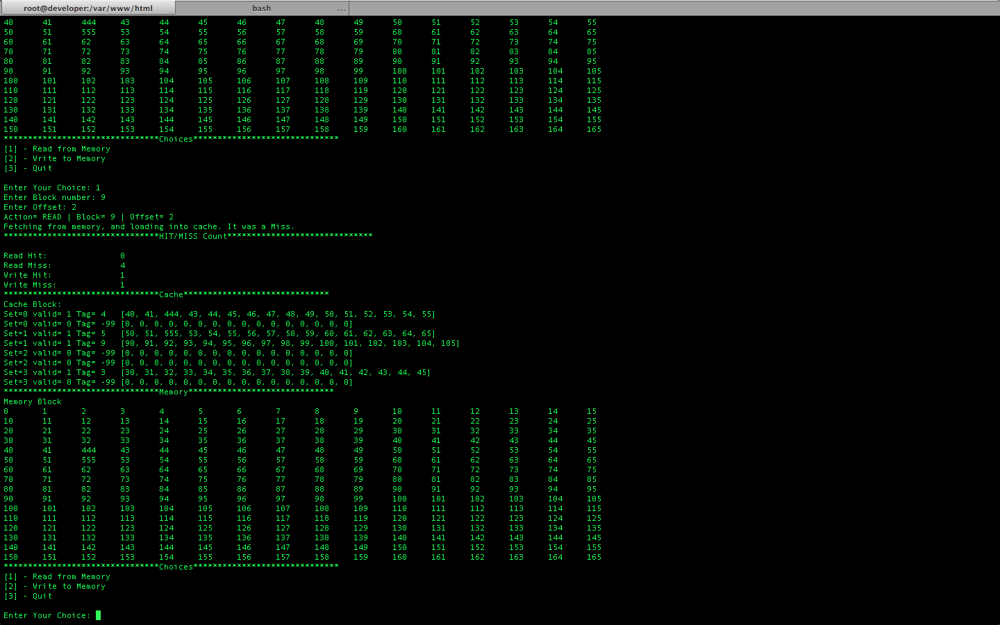 root@developer:/var/www/html bash ...
40 41 444 43 44 45 46 47 48 49 50 51 52 53 54 55
50 51 555 53 54 55 56 57 58 59 60 61 62 63 64 65
60 61 62 63 64 65 66 67 68 69 70 71 72 73 74 75
70 71 72 73 74 75 76 77 78 79 80 81 82 83 84 85
80 81 82 83 84 85 86 87 88 89 90 91 92 93 94 95
90 91 92 93 94 95 96 97 98 99 100 101 102 103 104 105
100 101 102 103 104 105 106 107 108 109 110 111 112 113 114 115
110 111 112 113 114 115 116 117 118 119 120 121 122 123 124 125
120 121 122 123 124 125 126 127 128 129 130 131 132 133 134 135
130 131 132 133 134 135 136 137 138 139 140 141 142 143 144 145
140 141 142 143 144 145 146 147 148 149 150 151 152 153 154 155
150 151 152 153 154 155 156 157 158 159 160 161 162 163 164 165
********************************Choices******************************
[1] - Read from Memory
[2] - Write to Memory
[3] - Quit
Enter Your Choice: 1
Enter Block number: 9
Enter Offset: 2
Action= READ | Block= 9 | Offset= 2
Fetching from memory, and loading into cache. It was a Miss.
********************************HIT/MISS Count******************************
Read Hit: 0
Read Miss: 4
Write Hit: 1
Write Miss: 1
********************************Cache******************************
Cache Block:
Set=0 valid= 1 Tag= 4 [40, 41, 444, 43, 44, 45, 46, 47, 48, 49, 50, 51, 52, 53, 54, 55]
Set=0 valid= 0 Tag= -99 [0, 0, 0, 0, 0, 0, 0, 0, 0, 0, 0, 0, 0, 0, 0, 0]
Set=1 valid= 1 Tag= 5 [50, 51, 555, 53, 54, 55, 56, 57, 58, 59, 60, 61, 62, 63, 64, 65]
Set=1 valid= 1 Tag= 9 [90, 91, 92, 93, 94, 95, 96, 97, 98, 99, 100, 101, 102, 103, 104, 105]
Set=2 valid= 0 Tag= -99 [0, 0, 0, 0, 0, 0, 0, 0, 0, 0, 0, 0, 0, 0, 0, 0]
Set=2 valid= 0 Tag= -99 [0, 0, 0, 0, 0, 0, 0, 0, 0, 0, 0, 0, 0, 0, 0, 0]
Set=3 valid= 1 Tag= 3 [30, 31, 32, 33, 34, 35, 36, 37, 38, 39, 40, 41, 42, 43, 44, 45]
Set=3 valid= 0 Tag= -99 [0, 0, 0, 0, 0, 0, 0, 0, 0, 0, 0, 0, 0, 0, 0, 0]
********************************Memory******************************
Memory Block
0 1 2 3 4 5 6 7 8 9 10 11 12 13 14 15
10 11 12 13 14 15 16 17 18 19 20 21 22 23 24 25
20 21 22 23 24 25 26 27 28 29 30 31 32 33 34 35
30 31 32 33 34 35 36 37 38 39 40 41 42 43 44 45
40 41 444 43 44 45 46 47 48 49 50 51 52 53 54 55
50 51 555 53 54 55 56 57 58 59 60 61 62 63 64 65
60 61 62 63 64 65 66 67 68 69 70 71 72 73 74 75
70 71 72 73 74 75 76 77 78 79 80 81 82 83 84 85
80 81 82 83 84 85 86 87 88 89 90 91 92 93 94 95
90 91 92 93 94 95 96 97 98 99 100 101 102 103 104 105
100 101 102 103 104 105 106 107 108 109 110 111 112 113 114 115
110 111 112 113 114 115 116 117 118 119 120 121 122 123 124 125
120 121 122 123 124 125 126 127 128 129 130 131 132 133 134 135
130 131 132 133 134 135 136 137 138 139 140 141 142 143 144 145
140 141 142 143 144 145 146 147 148 149 150 151 152 153 154 155
150 151 152 153 154 155 156 157 158 159 160 161 162 163 164 165
********************************Choices******************************
[1] - Read from Memory
[2] - Write to Memory
[3] - Quit
Enter Your Choice: